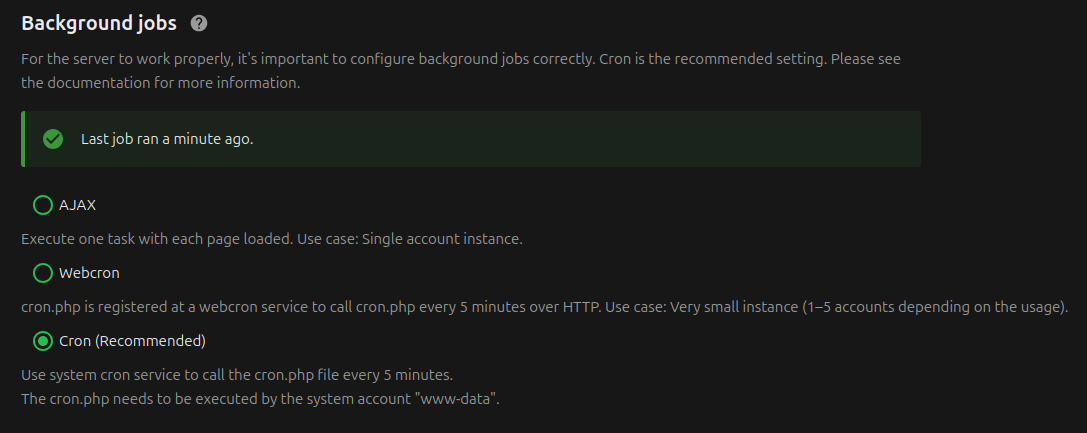 Background jobs ?
For the server to work properly, it's important to configure background jobs correctly. Cron is the recommended setting. Please see
the documentation for more information.
Last job ran a minute ago.
AJAX
Execute one task with each page loaded. Use case: Single account instance.
Webcron
cron.php is registered at a webcron service to call cron.php every 5 minutes over HTTP. Use case: Very small instance (1–5 accounts depending on the usage).
Cron (Recommended)
Use system cron service to call the cron.php file every 5 minutes.
The cron.php needs to be executed by the system account "www-data".